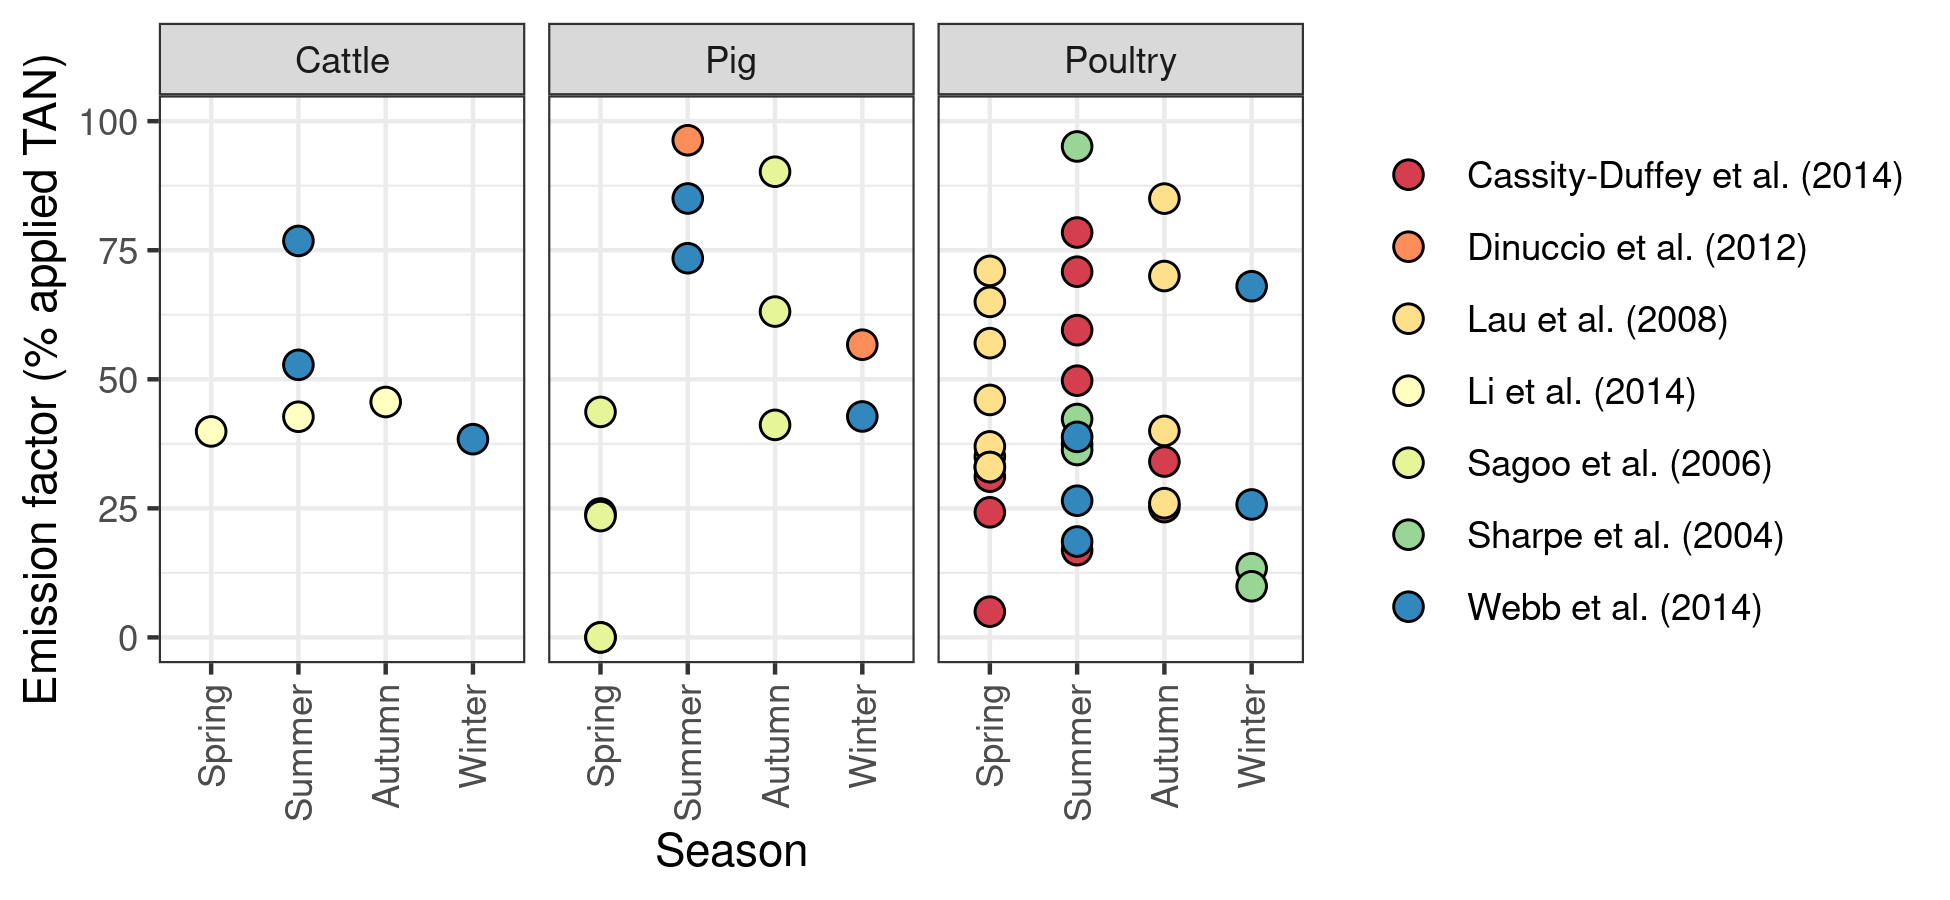 Cattle
Pig
Poultry
Emission factor (% applied TAN)
100
75
50
25
0
Spring
Summer
Autumn
Winter
Spring
Summer
Autumn
Winter
Spring
Summer
Autumn
Winter
Season
Cassity-Duffey et al. (2014)
Dinuccio et al. (2012)
Lau et al. (2008)
Li et al. (2014)
Sagoo et al. (2006)
Sharpe et al. (2004)
Webb et al. (2014)